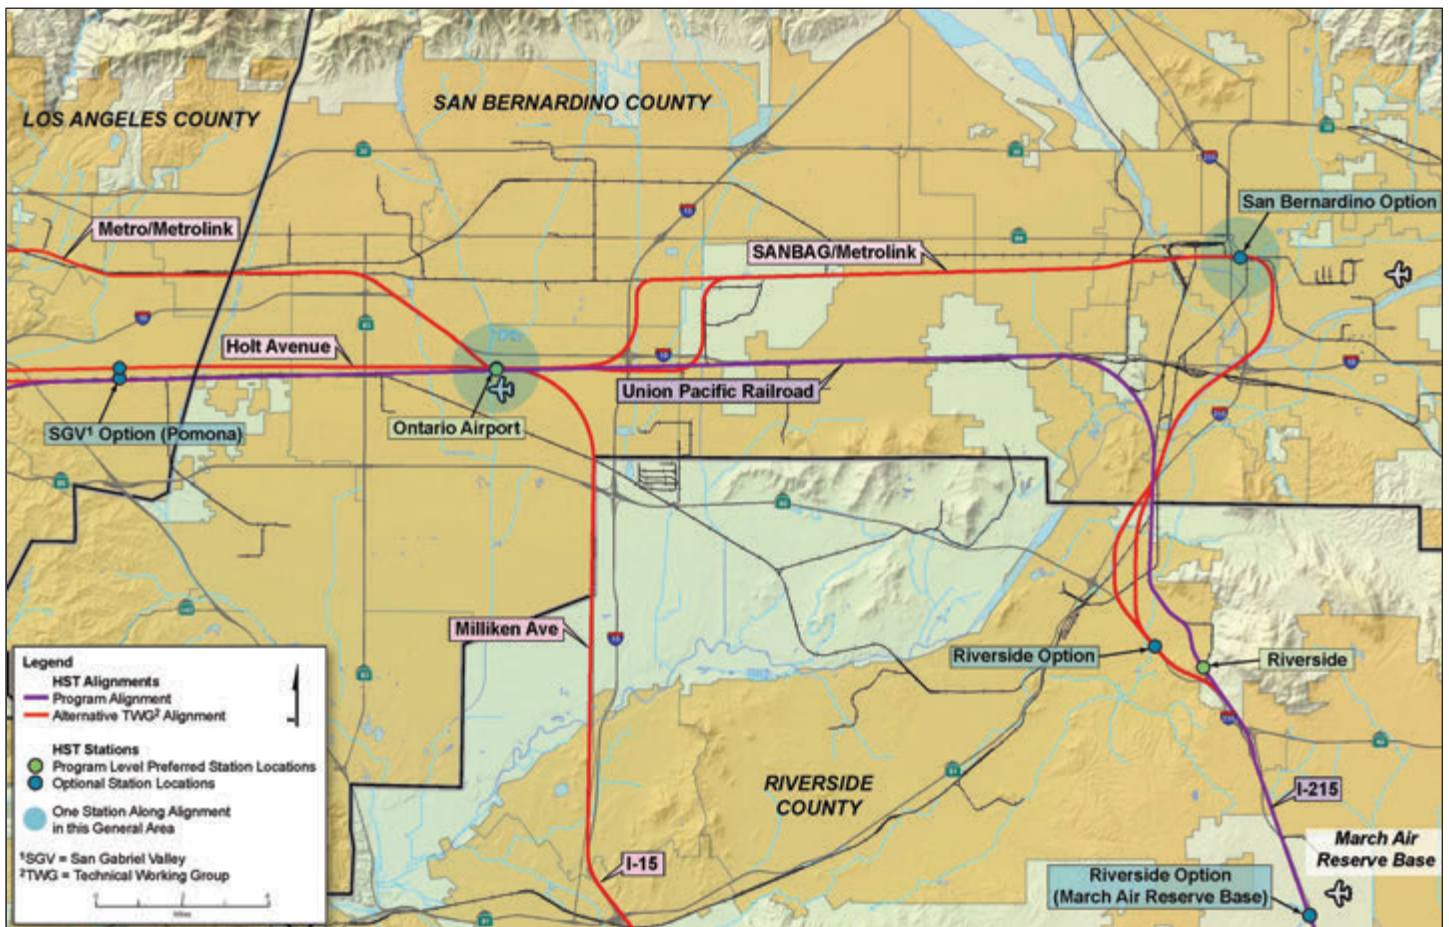 LOS ANGELES COUNTY
SAN BERNARDINO COUNTY
San Bernardino Option
Metro/Metrolink
SANBAG/Metrolink
Holt Avenue
Union Pacific Railroad
SGV¹ Option (Pomona)
Ontario Airport
Milliken Ave
Riverside Option
Riverside
RIVERSIDE
COUNTY
I-215
I-15
March Air
Reserve Base
Riverside Option
(March Air Reserve Base)
Legend
HST Alignments
Program Alignment
Alternative TWG² Alignment
HST Stations
Program Level Preferred Station Locations
Optional Station Locations
One Station Along Alignment
in this General Area
¹SGV = San Gabriel Valley
²TWG = Technical Working Group
Miles